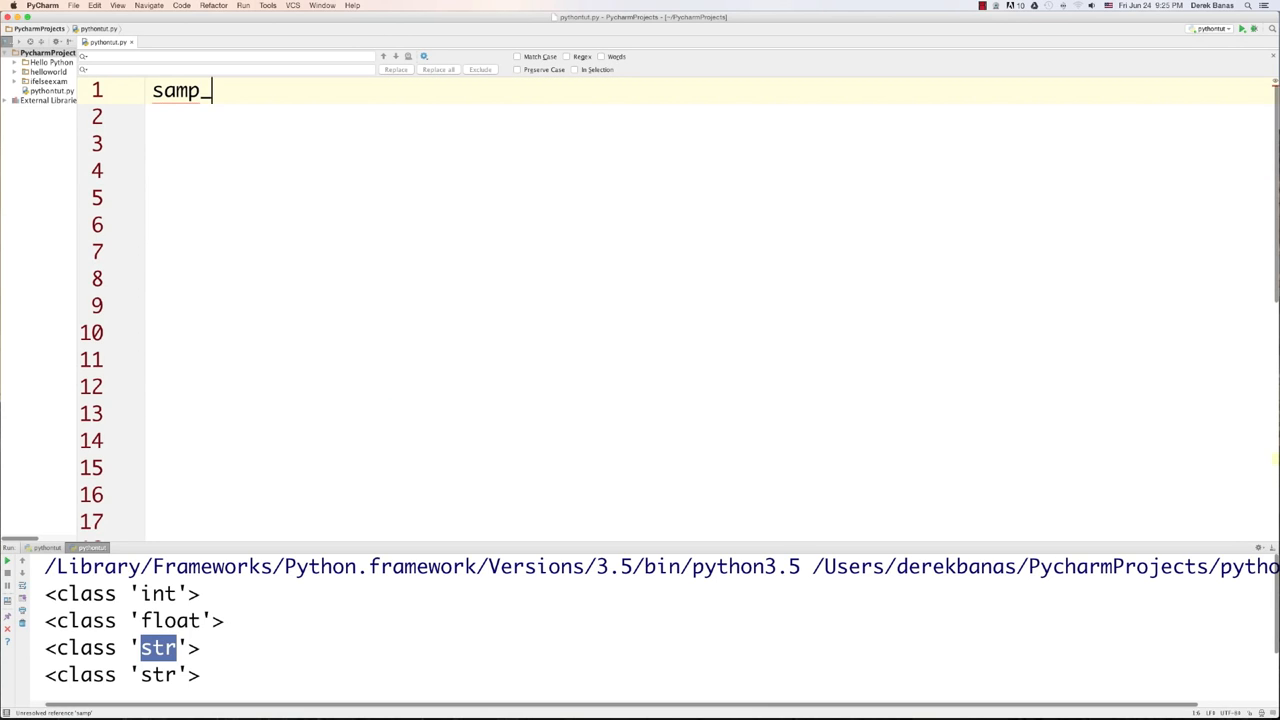 PyCharm File Edit View Navigate Code Refactor Run Tools VCS Window Help 10 Fri Jun 24 9:25 PM Derek Banas
pythontut.py - PycharmProjects - [~/PycharmProjects]
PycharmProjects pythontut.py pythontut
pythontut.py ×
PycharmProject
Hello Python
helloworld
ifelseexam
pythontut.py
External Librarie
Match Case Regex Words
Replace Replace all Exclude Preserve Case In Selection
1 samp_
2
3
4
5
6
7
8
9
10
11
12
13
14
15
16
17
Run: pythontut pythontut
/Library/Frameworks/Python.framework/Versions/3.5/bin/python3.5 /Users/derekbanas/PycharmProjects/pytho
<class 'int'>
<class 'float'>
<class 'str'>
<class 'str'>
Unresolved reference 'samp' 1:6 LF÷ UTF-8÷